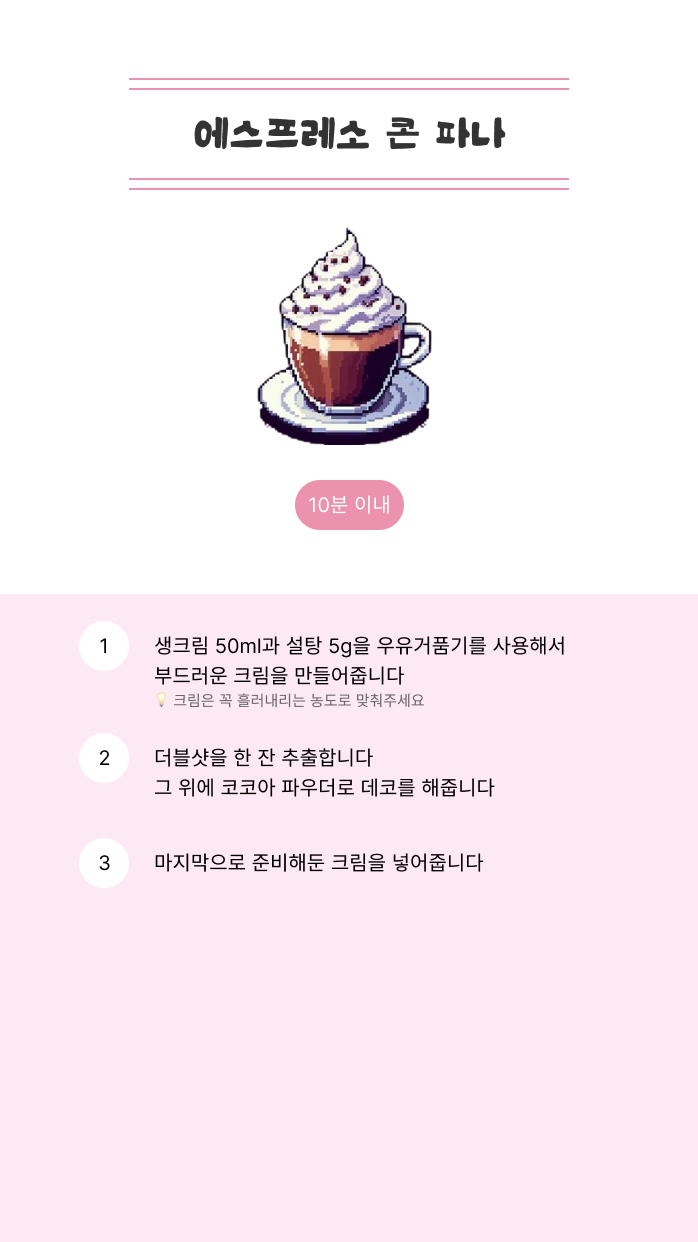 에스프레소 콘 파나
10분 이내
1
생크림 50ml과 설탕 5g을 우유거품기를 사용해서
부드러운 크림을 만들어줍니다
💡 크림은 꼭 흘러내리는 농도로 맞춰주세요
2
더블샷을 한 잔 추출합니다
그 위에 코코아 파우더로 데코를 해줍니다
3
마지막으로 준비해둔 크림을 넣어줍니다